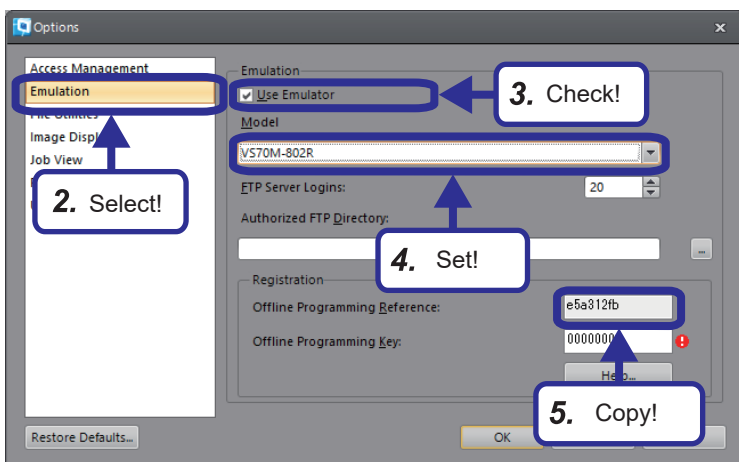 Options
Access Management
Emulation
Image Displ
Job View
2. Select!
Restore Defaults...
Emulation
Use Emulator
3. Check!
Model
VS70M-802R
FTP Server Logins:
20
Authorized FTP Directory:
...
4. Set!
Registration
Offline Programming Reference:
e5a312fb
Offline Programming Key:
0000000
5. Copy!
OK